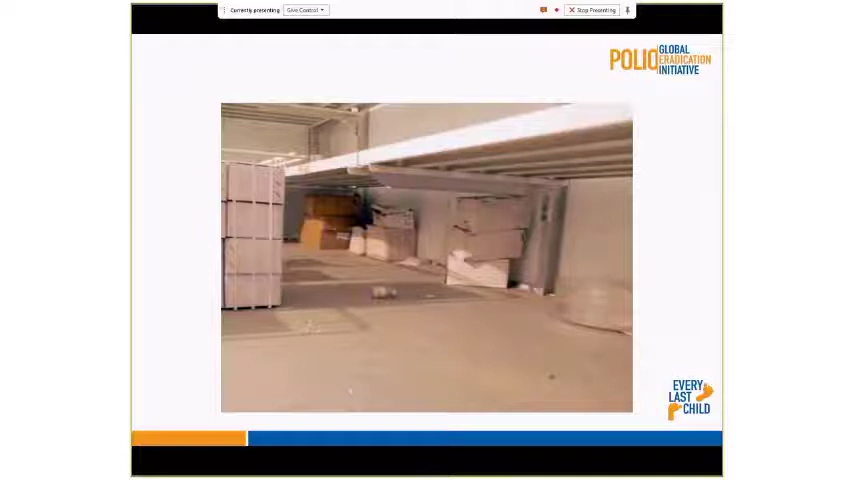 Currently presenting Give Control Stop Presenting
POLIO GLOBAL
ERADICATION
INITIATIVE
EVERY
LAST
CHILD